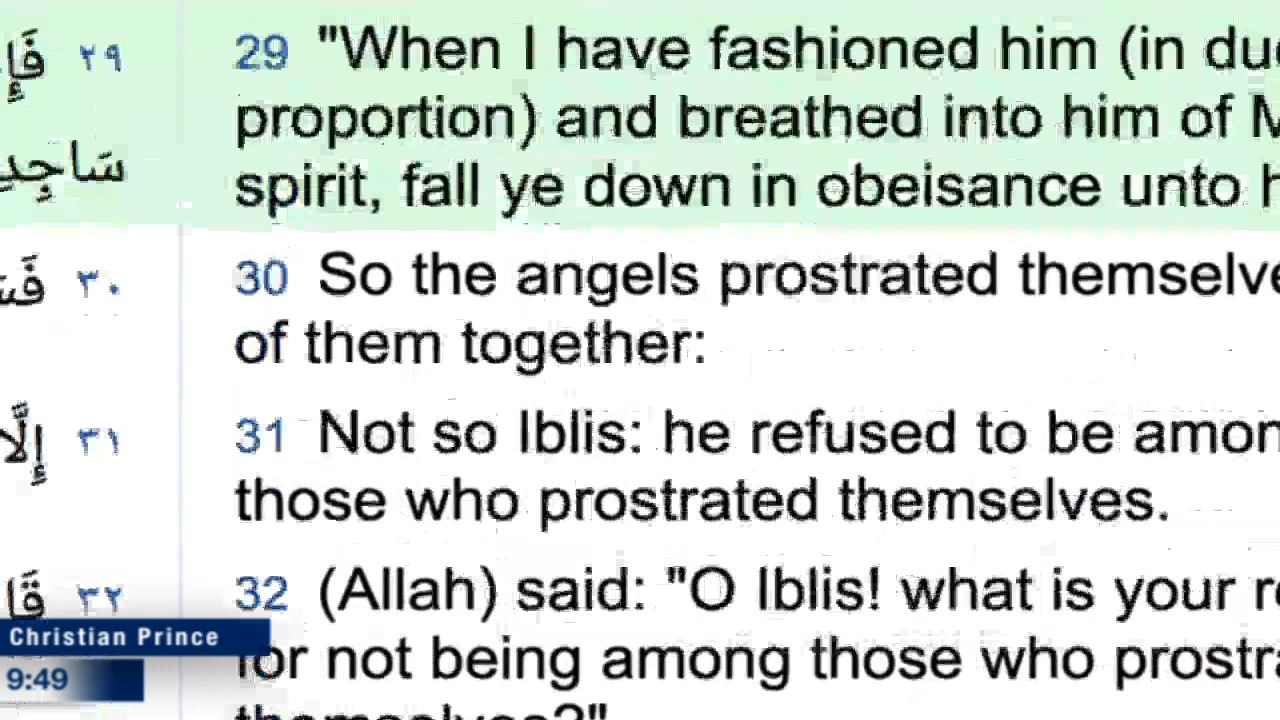 فَإِ ٢٩ 29 "When I have fashioned him (in du
proportion) and breathed into him of M
سَاجِدِ spirit, fall ye down in obeisance unto h
٣٠ 30 So the angels prostrated themselve
of them together:
إِلَّا ٣١ 31 Not so Iblis: he refused to be amon
those who prostrated themselves.
قَا ٣٢ 32 (Allah) said: "O Iblis! what is your r
for not being among those who prostra
themselves?"
Christian Prince
9:49